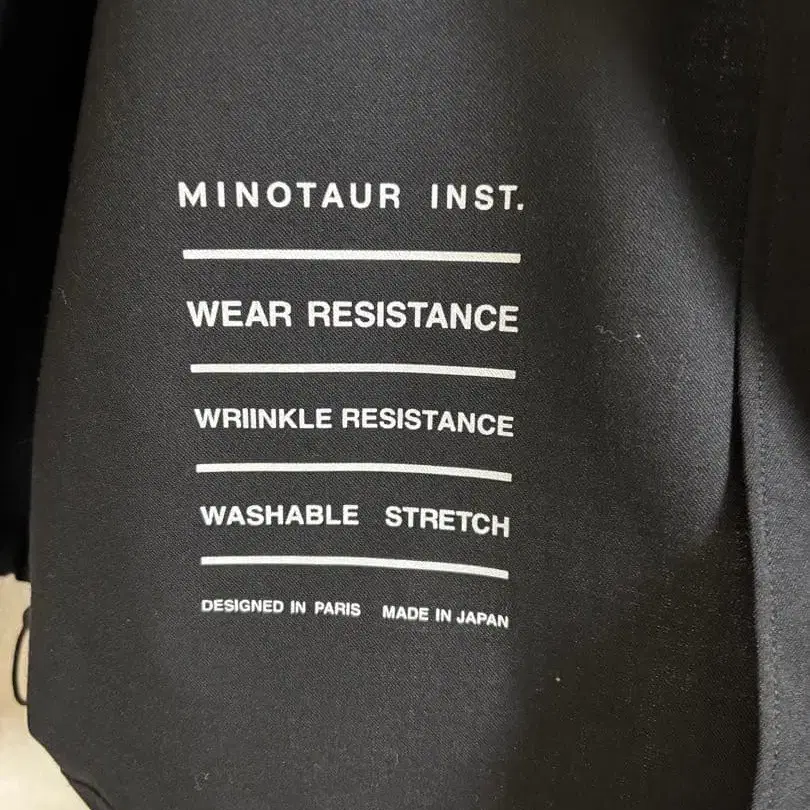 MINOTAUR INST.
WEAR RESISTANCE
WRIINKLE RESISTANCE
WASHABLE STRETCH
DESIGNED IN PARIS MADE IN JAPAN